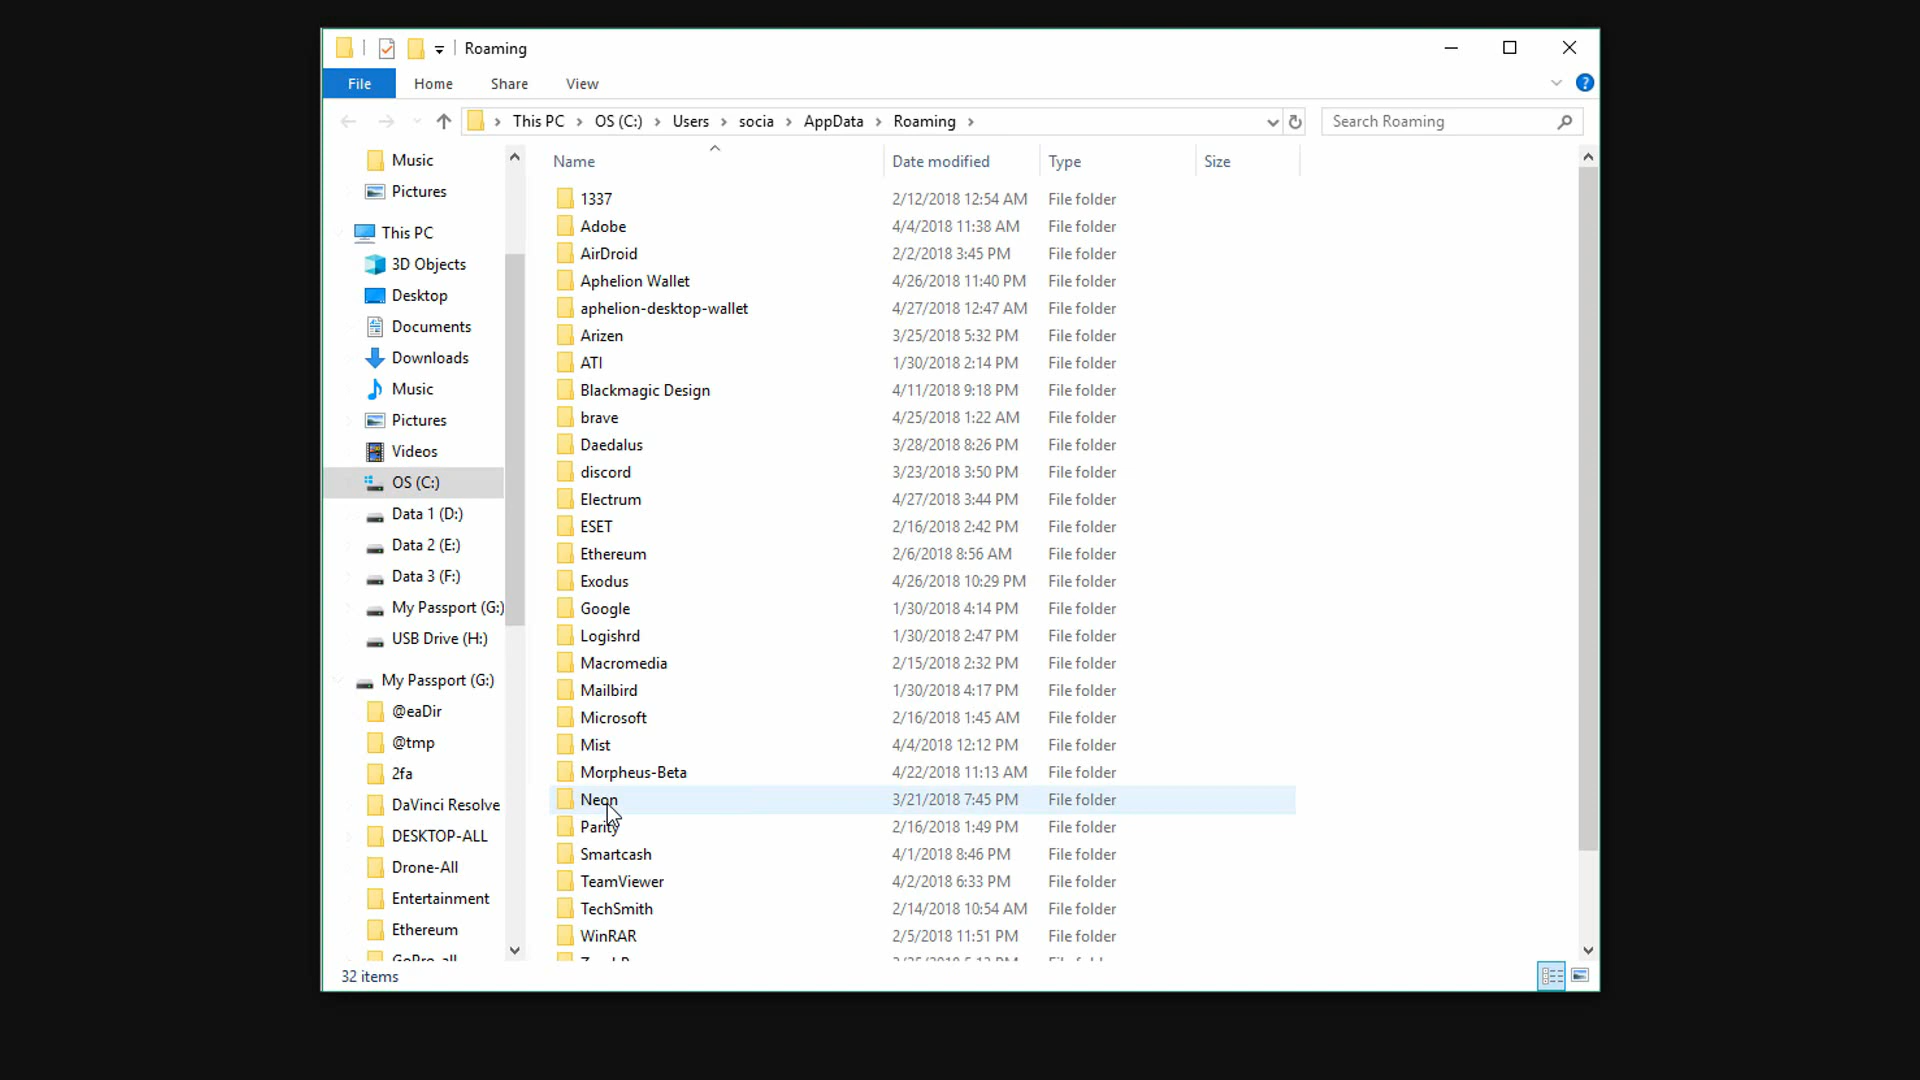 Roaming
File Home Share View
This PC OS (C:) Users socia AppData Roaming
Search Roaming
Music
Pictures
This PC
3D Objects
Desktop
Documents
Downloads
Music
Pictures
Videos
OS (C:)
Data 1 (D:)
Data 2 (E:)
Data 3 (F:)
My Passport (G:)
USB Drive (H:)
My Passport (G:)
@eaDir
@tmp
2fa
DaVinci Resolve
DESKTOP-ALL
Drone-All
Entertainment
Ethereum
Name Date modified Type Size
1337 2/12/2018 12:54 AM File folder
Adobe 4/4/2018 11:38 AM File folder
AirDroid 2/2/2018 3:45 PM File folder
Aphelion Wallet 4/26/2018 11:40 PM File folder
aphelion-desktop-wallet 4/27/2018 12:47 AM File folder
Arizen 3/25/2018 5:32 PM File folder
ATI 1/30/2018 2:14 PM File folder
Blackmagic Design 4/11/2018 9:18 PM File folder
brave 4/25/2018 1:22 AM File folder
Daedalus 3/28/2018 8:26 PM File folder
discord 3/23/2018 3:50 PM File folder
Electrum 4/27/2018 3:44 PM File folder
ESET 2/16/2018 2:42 PM File folder
Ethereum 2/6/2018 8:56 AM File folder
Exodus 4/26/2018 10:29 PM File folder
Google 1/30/2018 4:14 PM File folder
Logishrd 1/30/2018 2:47 PM File folder
Macromedia 2/15/2018 2:32 PM File folder
Mailbird 1/30/2018 4:17 PM File folder
Microsoft 2/16/2018 1:45 AM File folder
Mist 4/4/2018 12:12 PM File folder
Morpheus-Beta 4/22/2018 11:13 AM File folder
Neon 3/21/2018 7:45 PM File folder
Parity 2/16/2018 1:49 PM File folder
Smartcash 4/1/2018 8:46 PM File folder
TeamViewer 4/2/2018 6:33 PM File folder
TechSmith 2/14/2018 10:54 AM File folder
WinRAR 2/5/2018 11:51 PM File folder
32 items